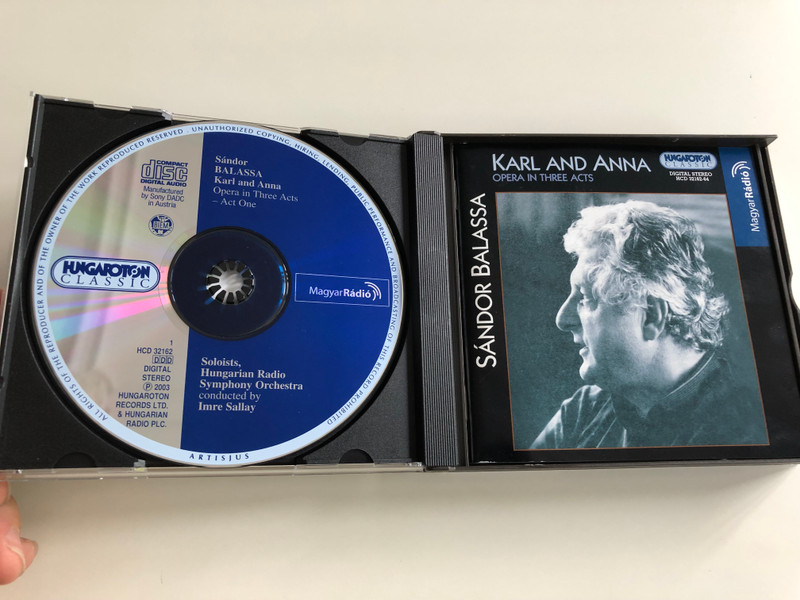 ALL RIGHTS OF THE REPRODUCER AND OF THE OWNER OF THE WORK REPRODUCED RESERVED · UNAUTHORIZED COPYING, HIRING, LENDING, PUBLIC PERFORMANCE AND BROADCASTING OF THIS RECORD PROHIBITED
COMPACT
disc
DIGITAL AUDIO
Manufactured
by Sony DADC
in Austria
Sándor
BALASSA
Karl and Anna
Opera in Three Acts
– Act One
HUNGAROTON
CLASSIC
MagyarRádió
1
HCD 32162
DDD
DIGITAL
STEREO
℗ 2003
HUNGAROTON
RECORDS LTD.
& HUNGARIAN
RADIO PLC.
Soloists,
Hungarian Radio
Symphony Orchestra
conducted by
Imre Sallay
ARTISJUS
KARL AND ANNA
OPERA IN THREE ACTS
HUNGAROTON
CLASSIC
DIGITAL STEREO
HCD 32162-64
MagyarRádió
SÁNDOR BALASSA